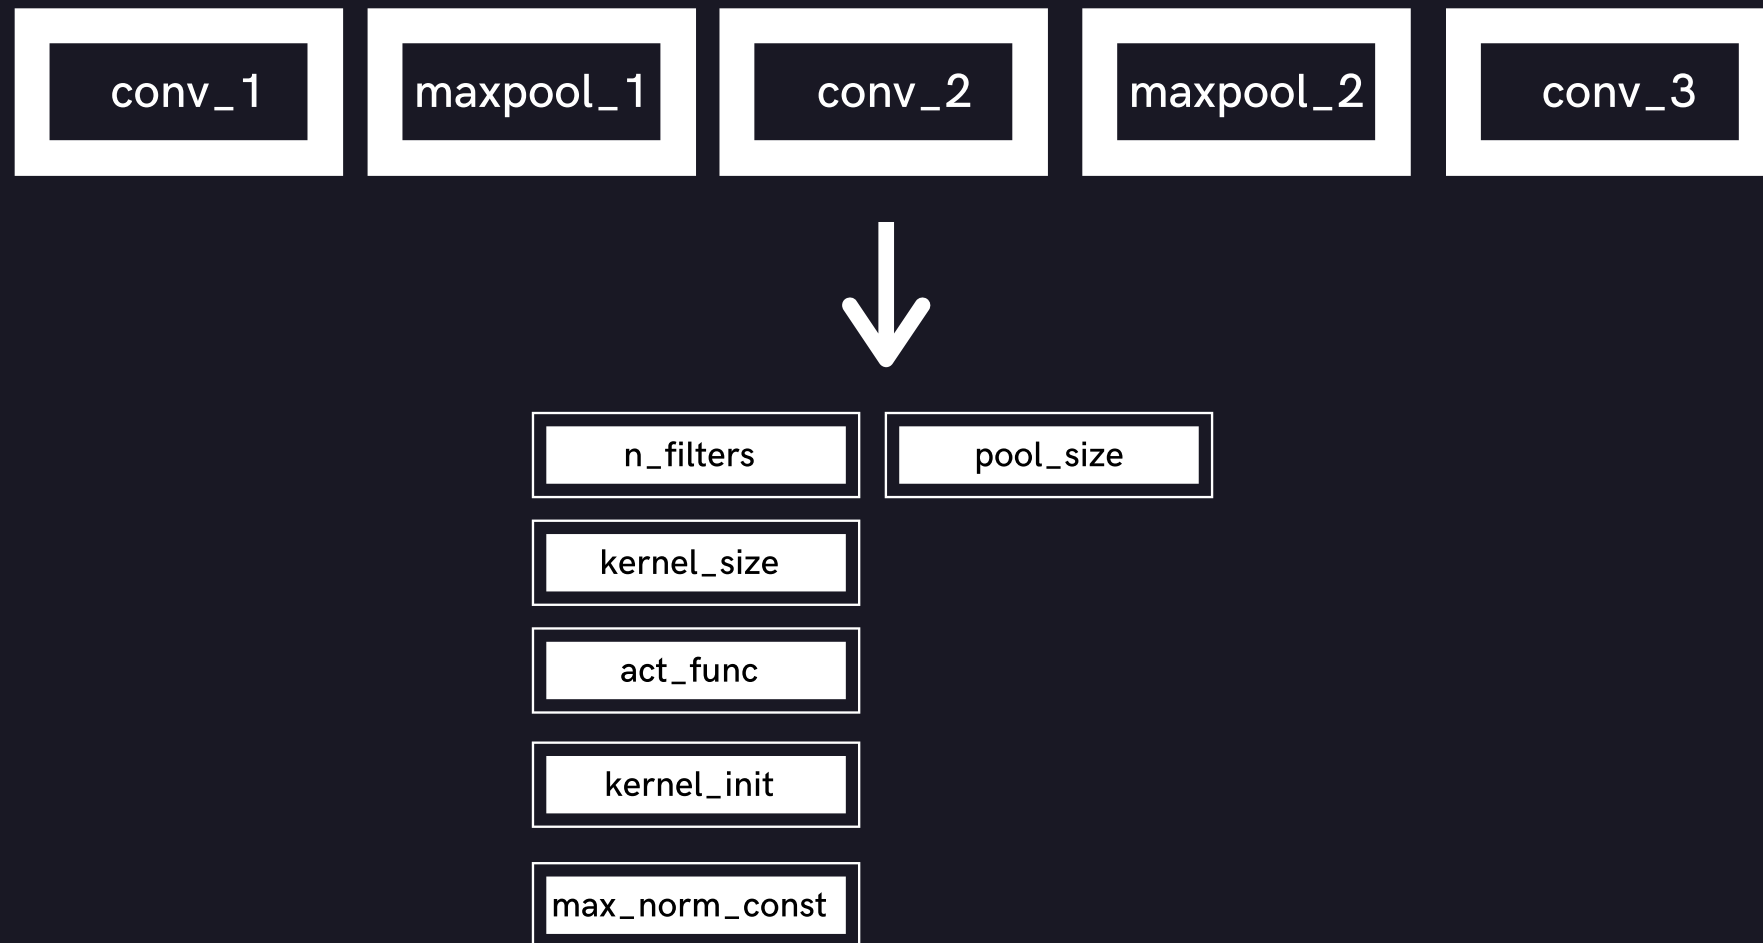 conv_1
maxpool_1
conv_2
maxpool_2
conv_3
n_filters
pool_size
kernel_size
act_func
kernel_init
max_norm_const